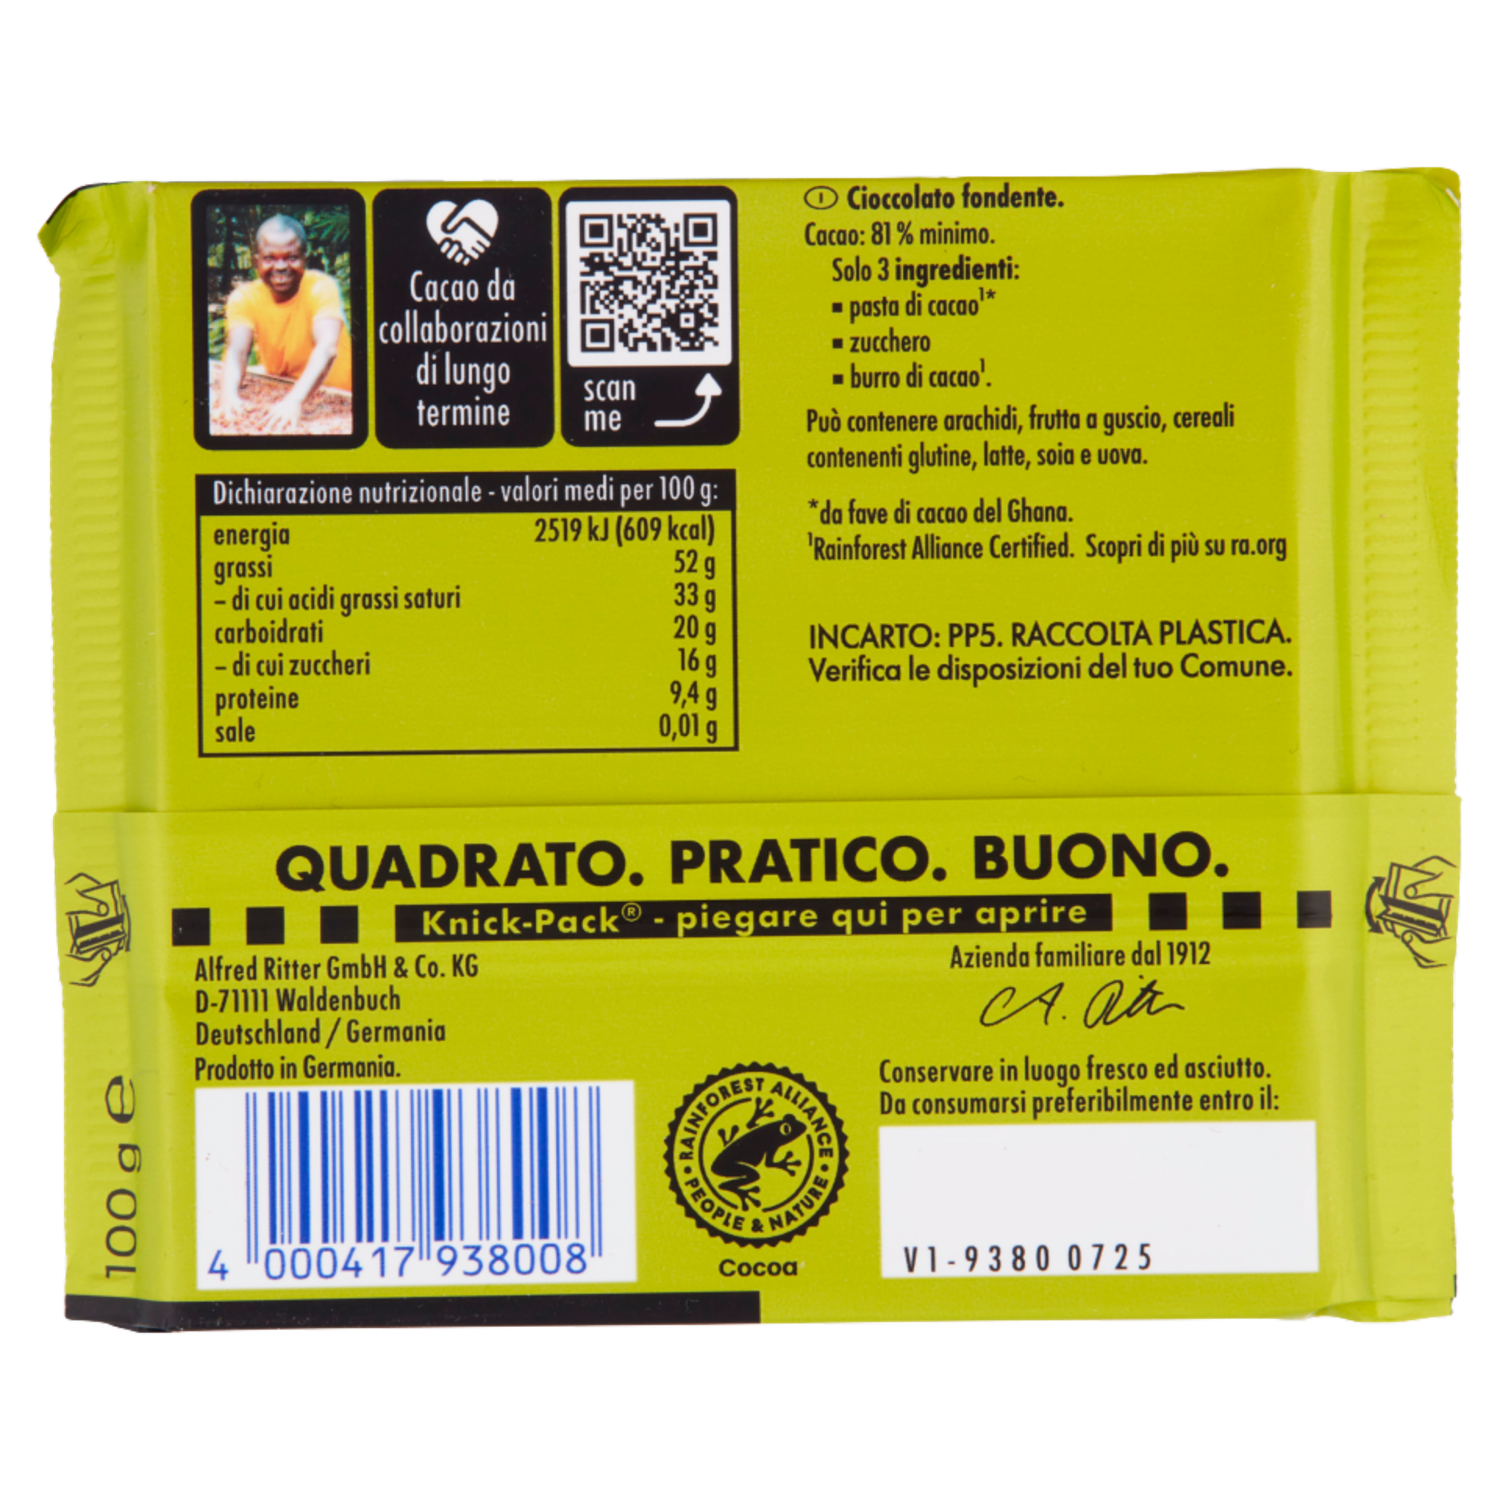 Cacao da
collaborazioni
di lungo
termine
scan
me
Dichiarazione nutrizionale - valori medi per 100 g:
energia 2519 kJ (609 kcal)
grassi 52 g
– di cui acidi grassi saturi 33 g
carboidrati 20 g
– di cui zuccheri 16 g
proteine 9,4 g
sale 0,01 g
I Cioccolato fondente.
Cacao: 81 % minimo.
Solo 3 ingredienti:
▪ pasta di cacao¹*
▪ zucchero
▪ burro di cacao¹.
Può contenere arachidi, frutta a guscio, cereali
contenenti glutine, latte, soia e uova.
*da fave di cacao del Ghana.
¹Rainforest Alliance Certified. Scopri di più su ra.org
INCARTO: PP5. RACCOLTA PLASTICA.
Verifica le disposizioni del tuo Comune.
QUADRATO. PRATICO. BUONO.
Knick-Pack® - piegare qui per aprire
Alfred Ritter GmbH & Co. KG
D-71111 Waldenbuch
Deutschland / Germania
Prodotto in Germania.
Azienda familiare dal 1912
A. Ritter
Conservare in luogo fresco ed asciutto.
Da consumarsi preferibilmente entro il:
V1-9380 0725
100 g e
4 000417 938008
RAINFOREST ALLIANCE
PEOPLE & NATURE
Cocoa